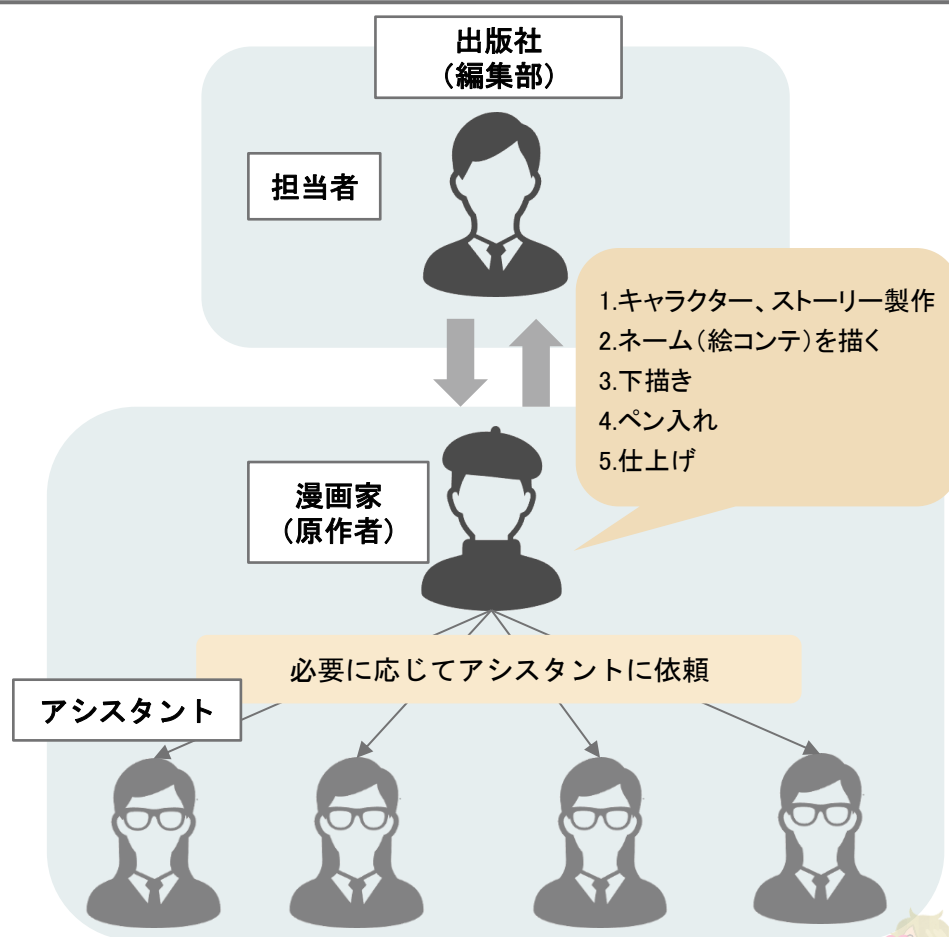 出版社
（編集部）
担当者
1.キャラクター、ストーリー製作
2.ネーム（絵コンテ）を描く
3.下描き
4.ペン入れ
5.仕上げ
漫画家
（原作者）
必要に応じてアシスタントに依頼
アシスタント